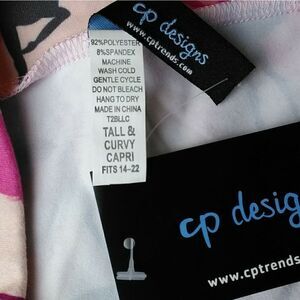 cp designs
www.cptrends.com
92%POLYESTER
8%SPANDEX
MACHINE
WASH COLD
GENTLE CYCLE
DO NOT BLEACH
HANG TO DRY
MADE IN CHINA
T2BLLC
TALL &
CURVY
CAPRI
FITS 14-22
cp desig
www.cptrends.